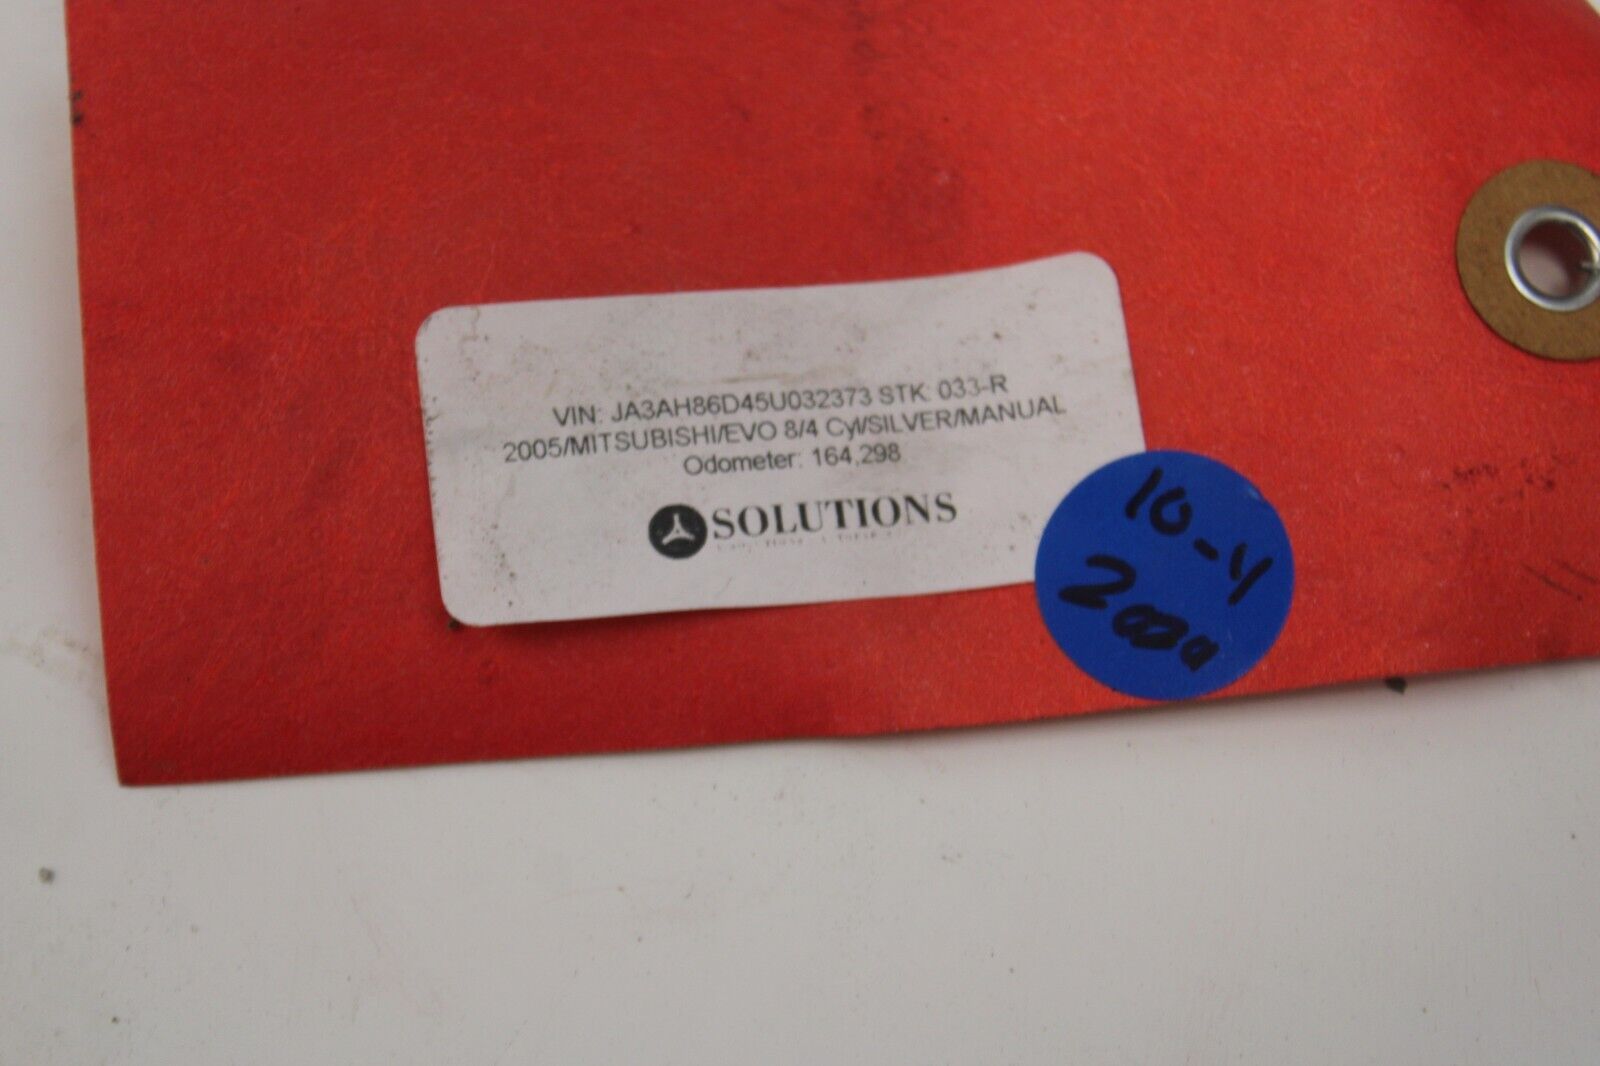 VIN: JA3AH86D45U032373 STK: 033-R
2005/MITSUBISHI/EVO 8/4 Cyl/SILVER/MANUAL
Odometer: 164,298
SOLUTIONS
10-4